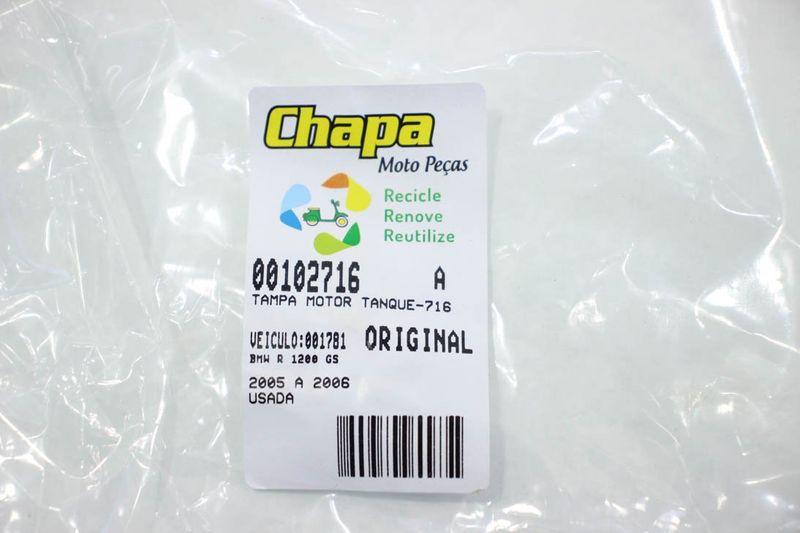 Chapa
Moto Peças
Recicle
Renove
Reutilize
00102716 A
TAMPA MOTOR TANQUE-716
VEICULO:001781 ORIGINAL
BMW R 1200 GS
2005 A 2006
USADA